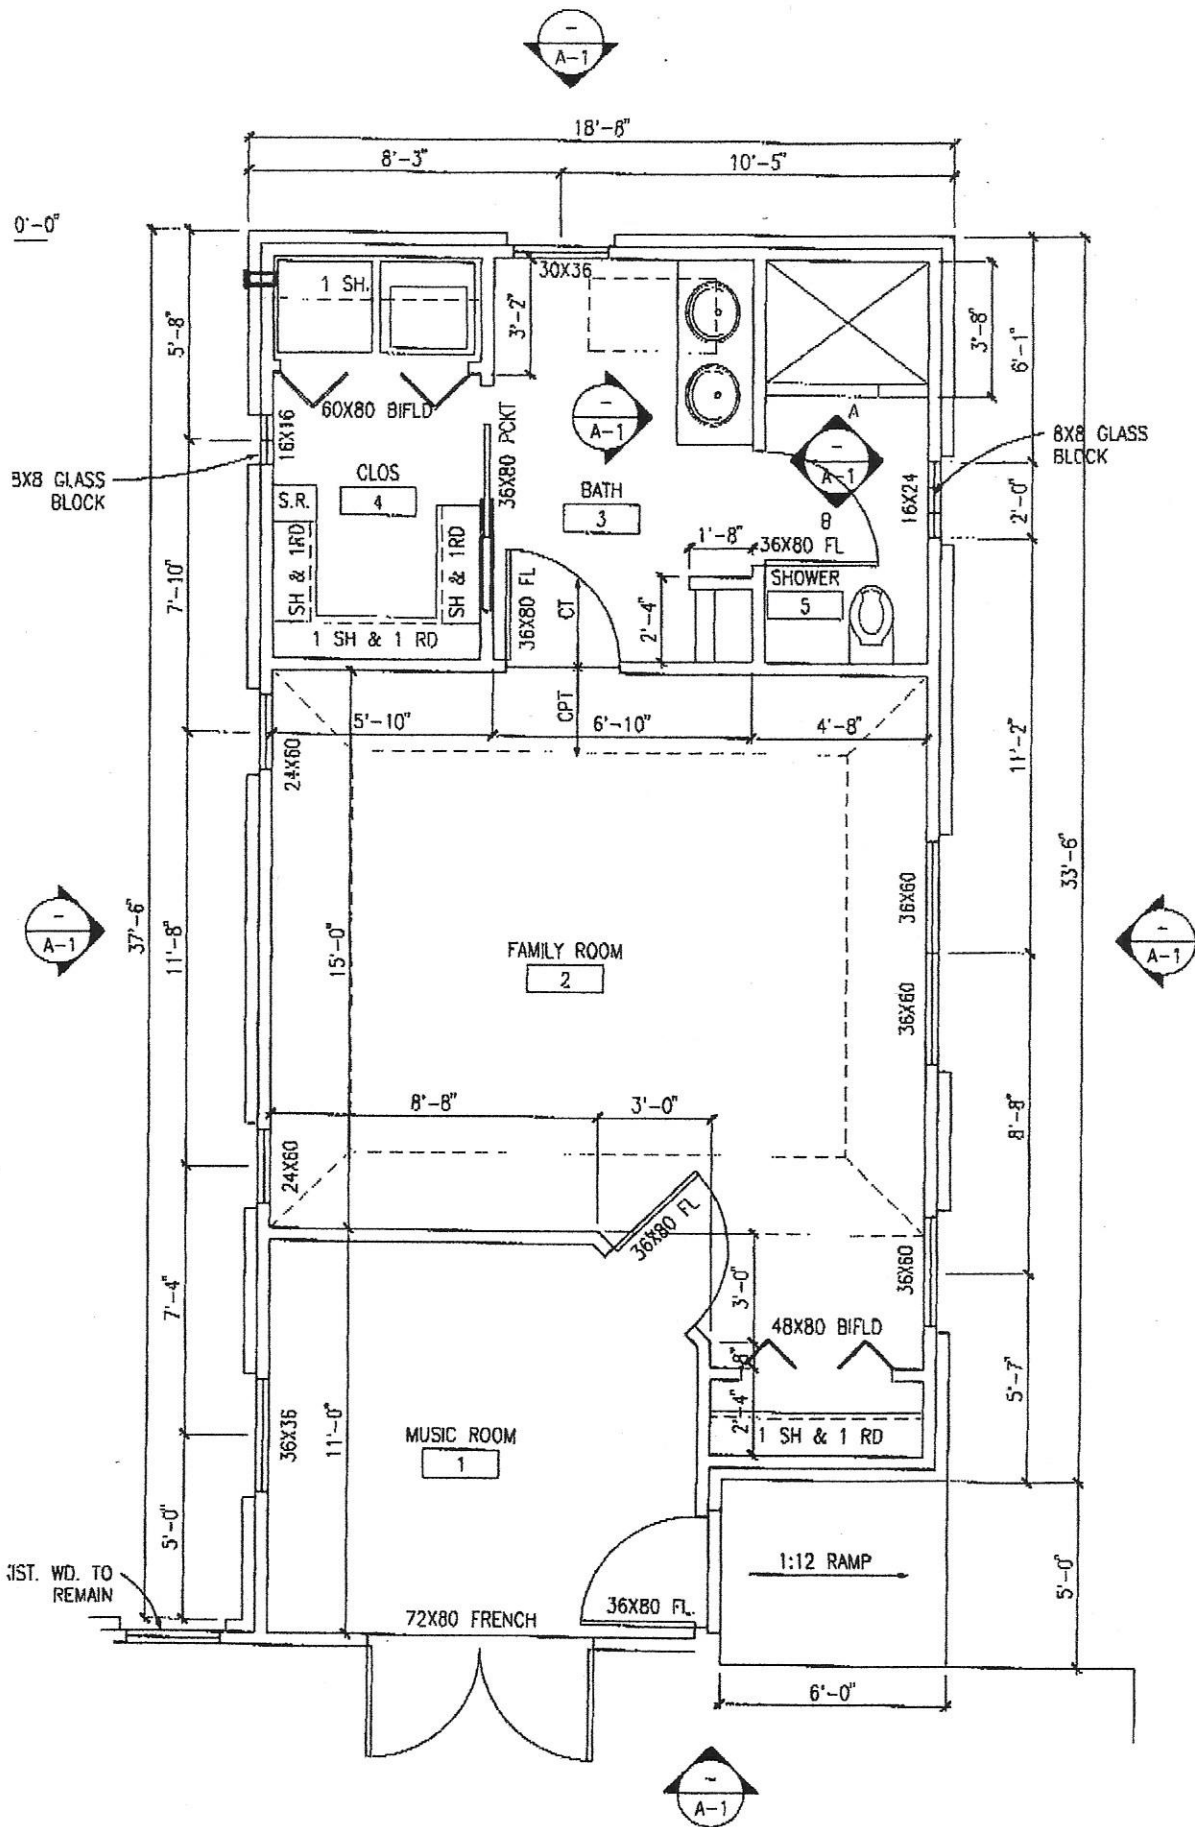 -
A-1
18'-8"
8'-3"
10'-5"
0'-0"
30X36
1 SH.
3'-2"
5'-8"
3'-8"
6'-1"
60X80 BIFLD
16X16
36X80 PCKT
-
A-1
A
-
A-1
B
8X8 GLASS
BLOCK
8X8 GLASS
BLOCK
CLOS
4
S.R.
SH & 1RD
SH & 1RD
1 SH & 1 RD
BATH
3
16X24
2'-0"
1'-8"
36X80 FL
SHOWER
5
7'-10"
36X80 FL
CT
2'-4"
CPT
5'-10"
6'-10"
4'-8"
24X60
11'-2"
33'-6"
36X60
-
A-1
37'-6"
11'-8"
15'-0"
FAMILY ROOM
2
36X60
-
A-1
8'-8"
3'-0"
8'-8"
24X60
36X80 FL
36X60
3'-0"
7'-4"
48X80 BIFLD
8"
5'-7"
2'-4"
1 SH & 1 RD
36X36
11'-0"
MUSIC ROOM
1
5'-0"
IST. WD. TO
REMAIN
1:12 RAMP
5'-0"
72X80 FRENCH
36X80 FL.
6'-0"
-
A-1